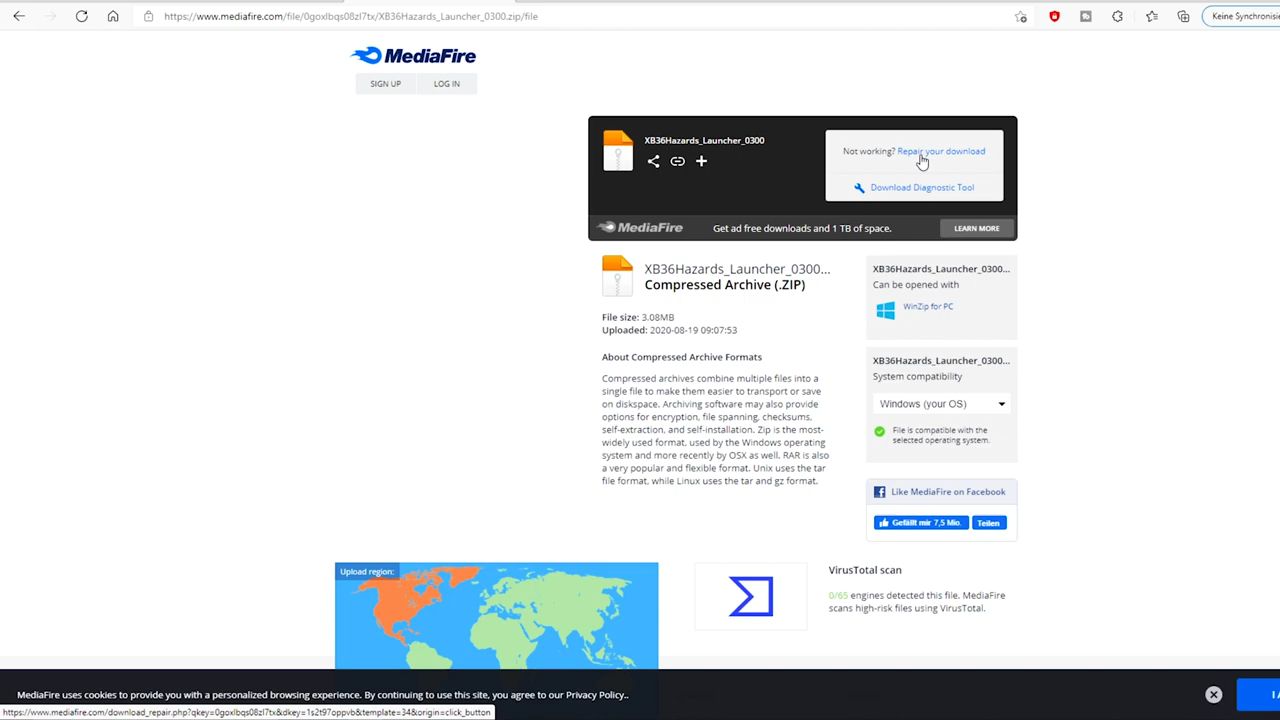 https://www.mediafire.com/file/0goxlbqs08zl7tx/XB36Hazards_Launcher_0300.zip/file
Keine Synchronisie
MediaFire
SIGN UP
LOG IN
XB36Hazards_Launcher_0300
Not working? Repair your download
Download Diagnostic Tool
MediaFire
Get ad free downloads and 1 TB of space.
LEARN MORE
XB36Hazards_Launcher_0300...
Compressed Archive (.ZIP)
File size: 3.08MB
Uploaded: 2020-08-19 09:07:53
About Compressed Archive Formats
Compressed archives combine multiple files into a
single file to make them easier to transport or save
on diskspace. Archiving software may also provide
options for encryption, file spanning, checksums,
self-extraction, and self-installation. Zip is the most-
widely used format, used by the Windows operating
system and more recently by OSX as well. RAR is also
a very popular and flexible format. Unix uses the tar
file format, while Linux uses the tar and gz format.
XB36Hazards_Launcher_0300...
Can be opened with
WinZip for PC
XB36Hazards_Launcher_0300...
System compatibility
Windows (your OS)
File is compatible with the
selected operating system.
Like MediaFire on Facebook
Gefällt mir 7,5 Mio.
Teilen
Upload region:
VirusTotal scan
0/65 engines detected this file. MediaFire
scans high-risk files using VirusTotal.
MediaFire uses cookies to provide you with a personalized browsing experience. By continuing to use this site, you agree to our Privacy Policy..
I
https://www.mediafire.com/download_repair.php?qkey=0goxlbqs08zl7tx&dkey=1s2t97oppvb&template=34&origin=click_button